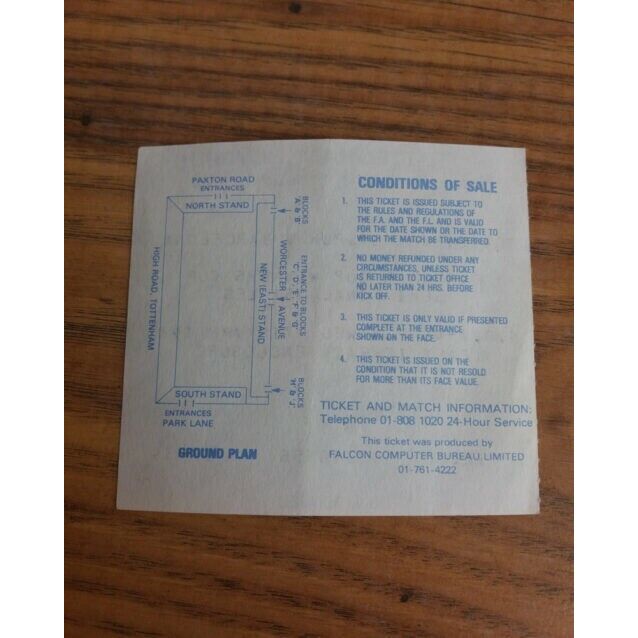 PAXTON ROAD
ENTRANCES
NORTH STAND
BLOCKS
'A' & 'B'
HIGH ROAD, TOTTENHAM
NEW (EAST) STAND
WORCESTER AVENUE
ENTRANCE TO BLOCKS
'C' 'D' 'E' 'F' & 'G'
BLOCKS
'H' & 'J'
SOUTH STAND
ENTRANCES
PARK LANE
GROUND PLAN
CONDITIONS OF SALE
1. THIS TICKET IS ISSUED SUBJECT TO
THE RULES AND REGULATIONS OF
THE F.A. AND THE F.L. AND IS VALID
FOR THE DATE SHOWN OR THE DATE TO
WHICH THE MATCH BE TRANSFERRED.
2. NO MONEY REFUNDED UNDER ANY
CIRCUMSTANCES, UNLESS TICKET
IS RETURNED TO TICKET OFFICE
NO LATER THAN 24 HRS. BEFORE
KICK OFF.
3. THIS TICKET IS ONLY VALID IF PRESENTED
COMPLETE AT THE ENTRANCE
SHOWN ON THE FACE.
4. THIS TICKET IS ISSUED ON THE
CONDITION THAT IT IS NOT RESOLD
FOR MORE THAN ITS FACE VALUE.
TICKET AND MATCH INFORMATION:
Telephone 01-808 1020 24-Hour Service
This ticket was produced by
FALCON COMPUTER BUREAU LIMITED
01-761-4222